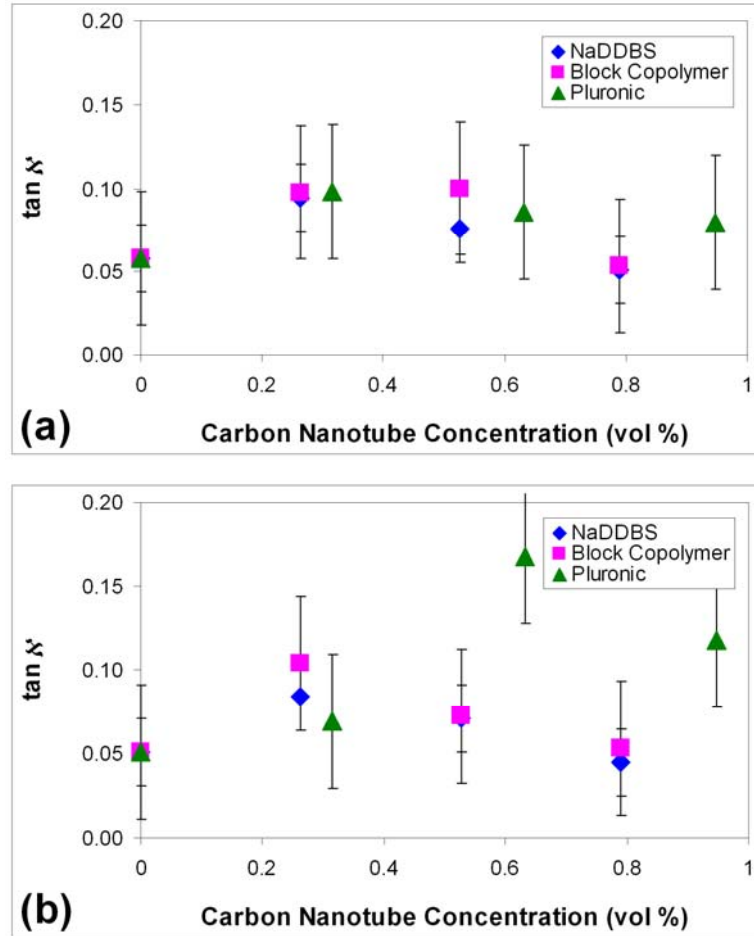 0.20
NaDDBS
Block Copolymer
Pluronic
0.15
0.10
tan
0.05
0.00
0 0.2 0.4 0.6 0.8 1
(a)
Carbon Nanotube Concentration (vol %)
0.20
NaDDBS
Block Copolymer
Pluronic
0.15
0.10
tan
0.05
0.00
0 0.2 0.4 0.6 0.8 1
(b)
Carbon Nanotube Concentration (vol %)